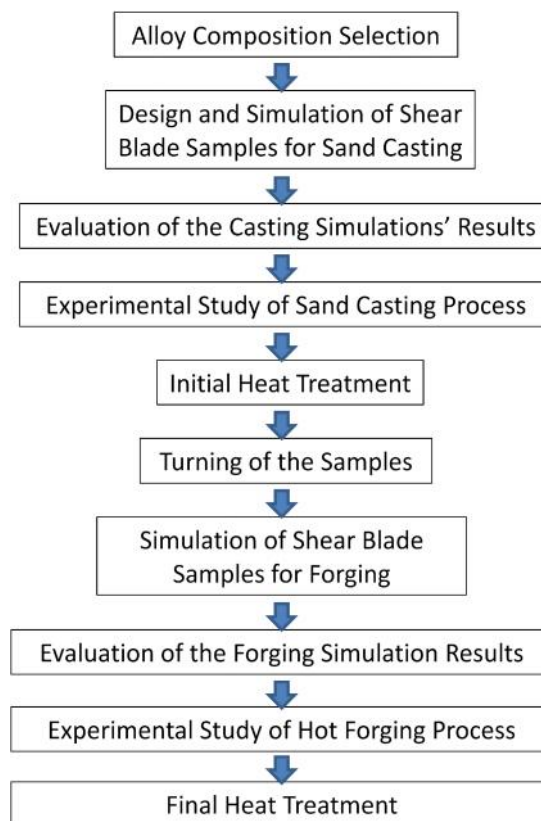 Alloy Composition Selection
Design and Simulation of Shear
Blade Samples for Sand Casting
Evaluation of the Casting Simulations’ Results
Experimental Study of Sand Casting Process
Initial Heat Treatment
Turning of the Samples
Simulation of Shear Blade
Samples for Forging
Evaluation of the Forging Simulation Results
Experimental Study of Hot Forging Process
Final Heat Treatment